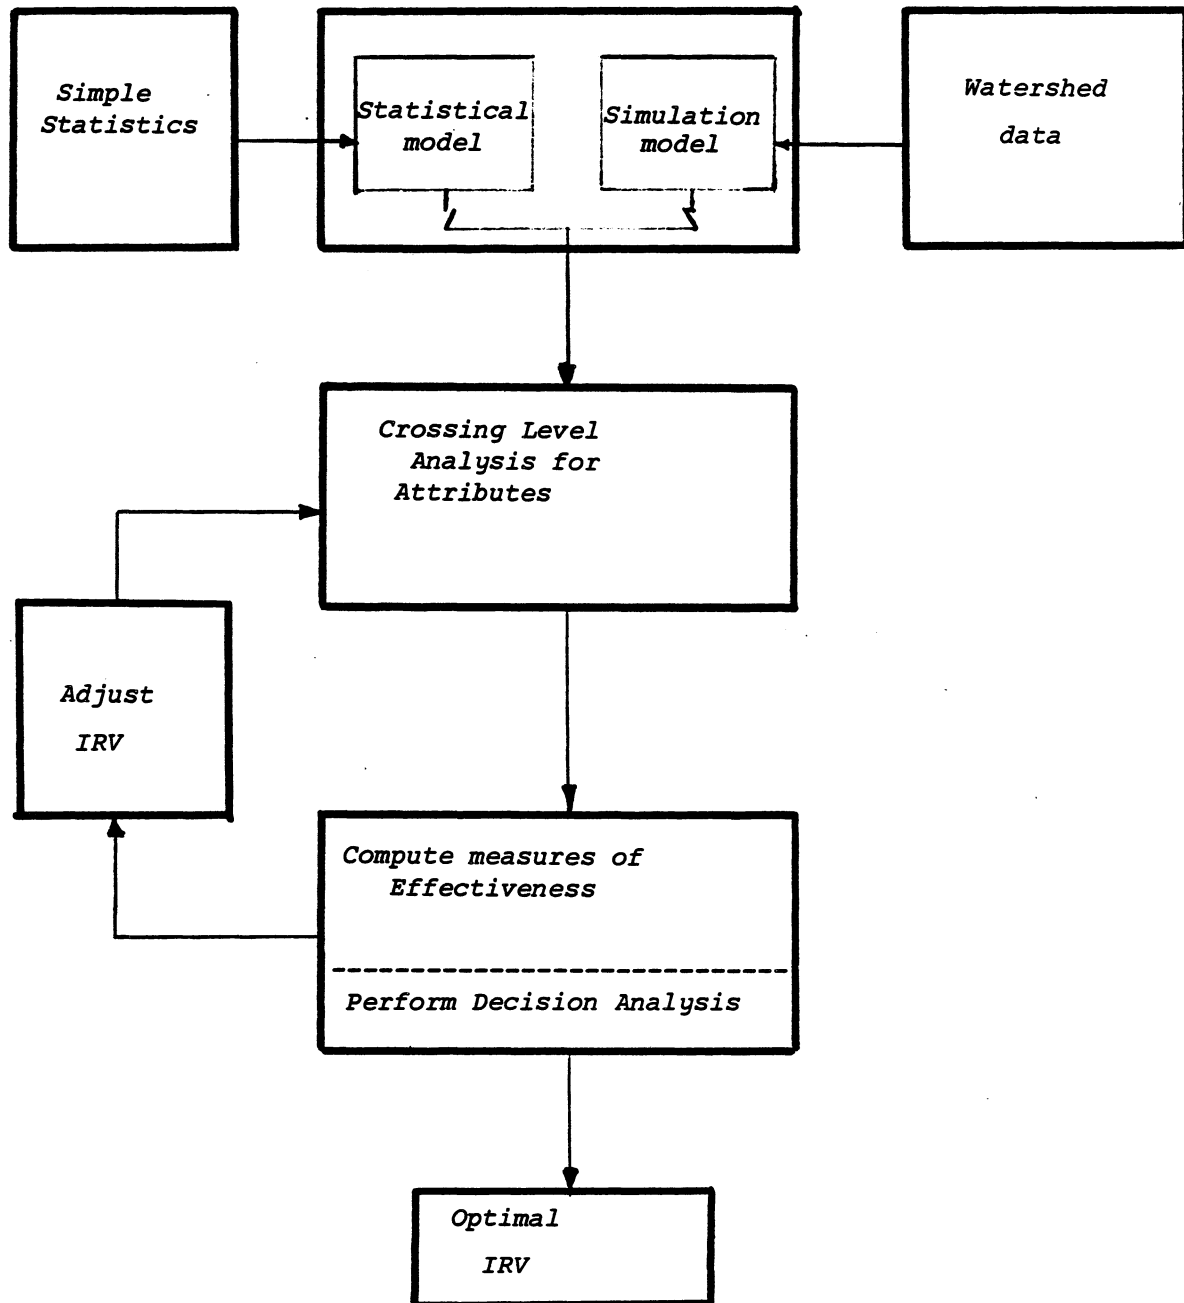 Simple
Statistics
Statistical
model
Simulation
model
Watershed
data
Crossing Level
Analysis for
Attributes
Adjust
IRV
Compute measures of
Effectiveness
Perform Decision Analysis
Optimal
IRV